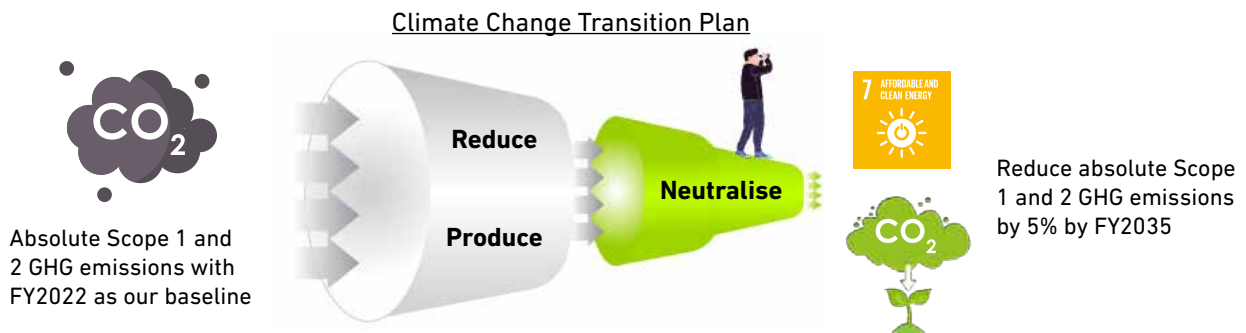 Climate Change Transition Plan
CO2
Absolute Scope 1 and
2 GHG emissions with
FY2022 as our baseline
Reduce
Produce
Neutralise
7 AFFORDABLE AND
CLEAN ENERGY
CO2
Reduce absolute Scope
1 and 2 GHG emissions
by 5% by FY2035